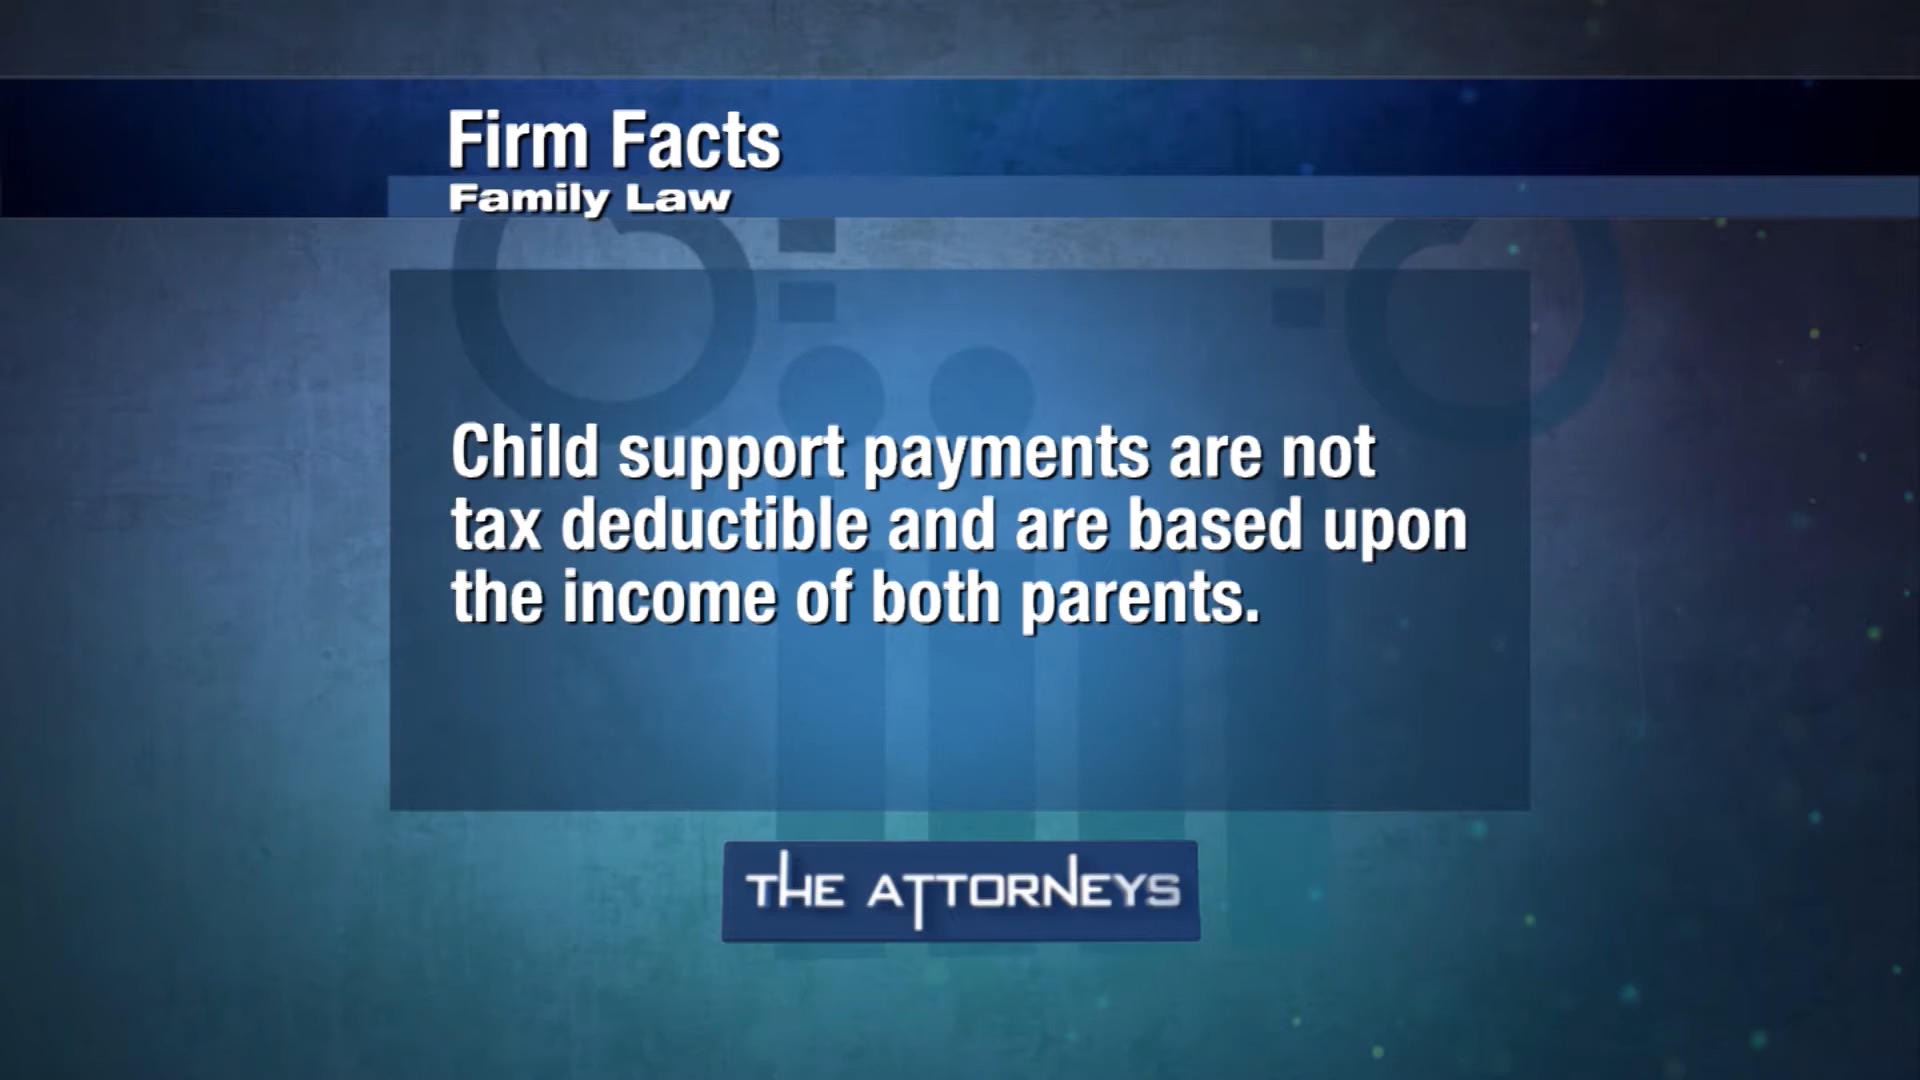 Firm Facts
Family Law
Child support payments are not
tax deductible and are based upon
the income of both parents.
THE ATTORNEYS